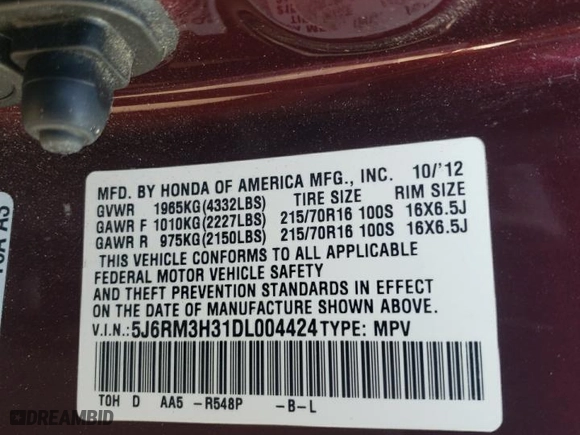 MFD. BY HONDA OF AMERICA MFG., INC. 10/'12
GVWR 1965KG(4332LBS) TIRE SIZE RIM SIZE
GAWR F 1010KG(2227LBS) 215/70R16 100S 16X6.5J
GAWR R 975KG(2150LBS) 215/70R16 100S 16X6.5J
THIS VEHICLE CONFORMS TO ALL APPLICABLE
FEDERAL MOTOR VEHICLE SAFETY
AND THEFT PREVENTION STANDARDS IN EFFECT
ON THE DATE OF MANUFACTURE SHOWN ABOVE.
V.I.N.: 5J6RM3H31DL004424 TYPE: MPV
TOH D AA5 -R548P -B-L
DREAMBID